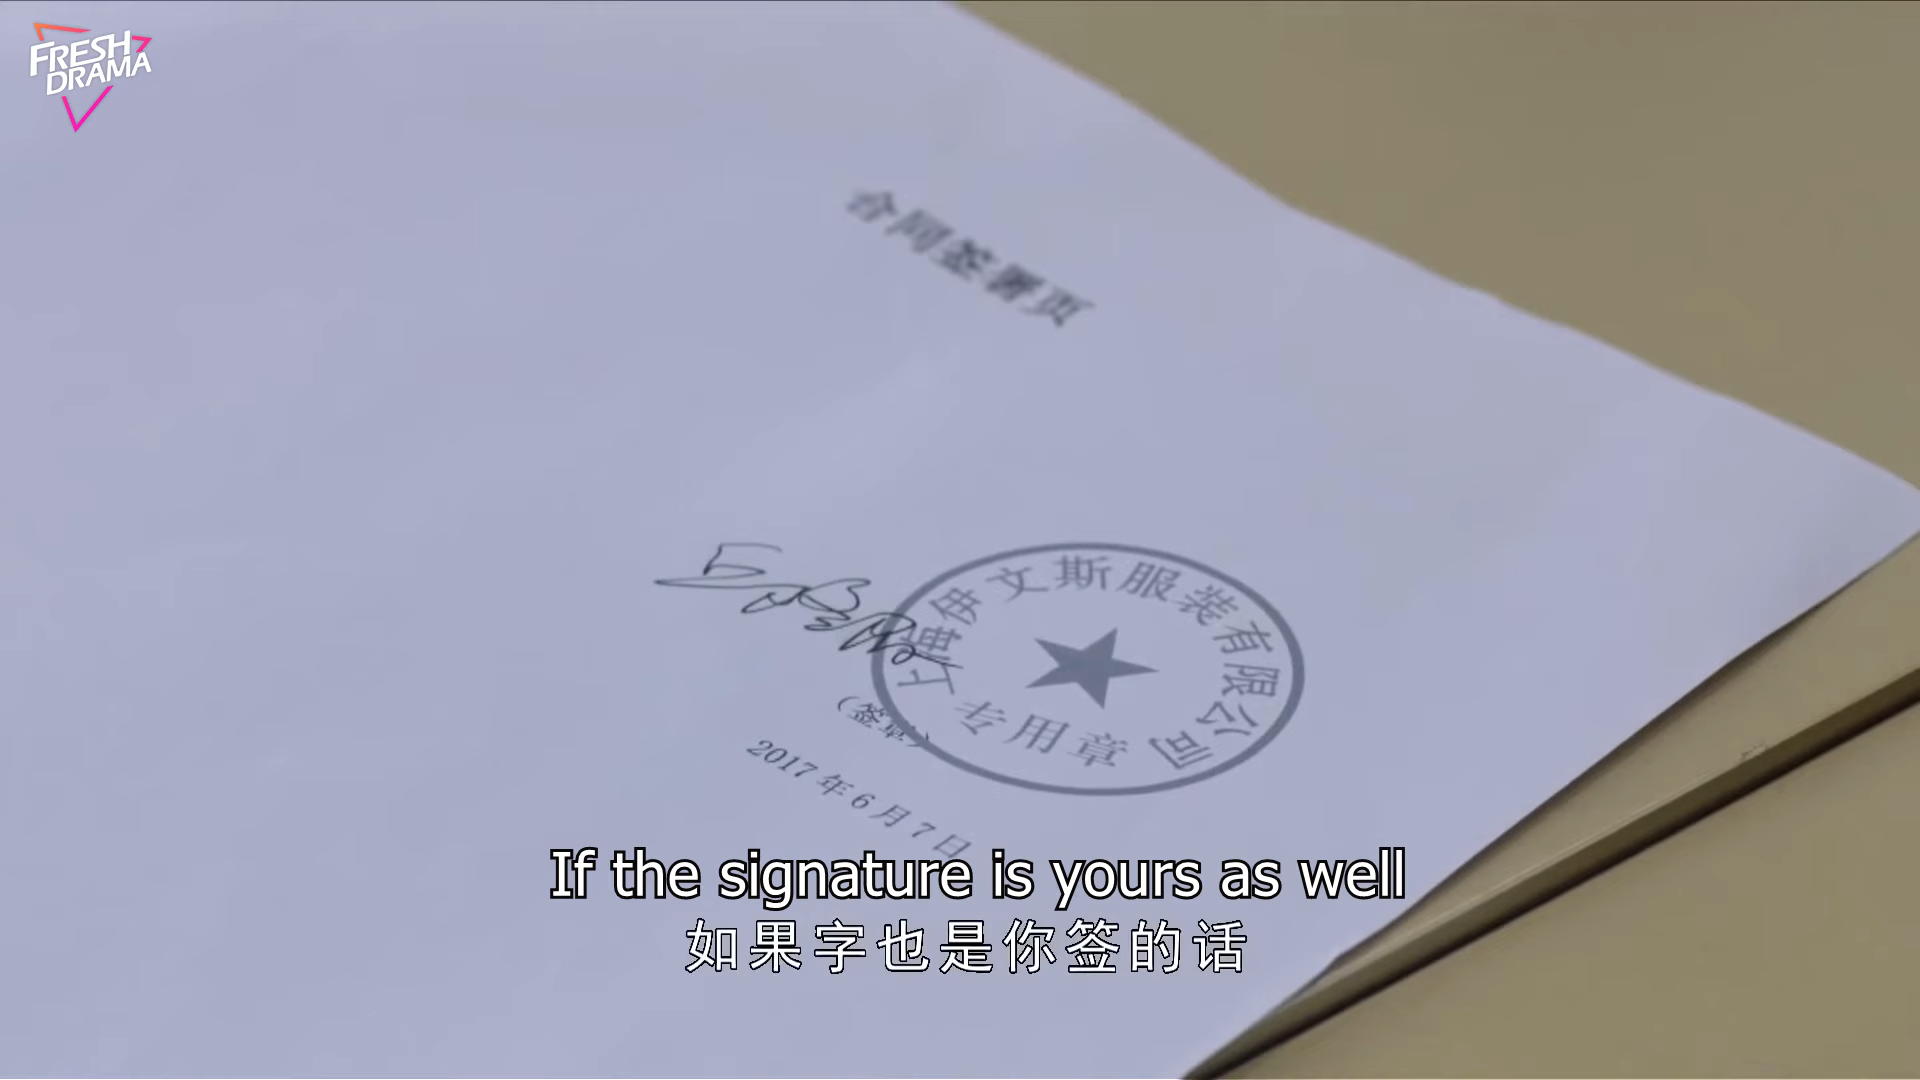 FRESH
DRAMA
合同签署页
上海伊文斯服装有限公司
专用章
（签章）
2017年6月7日
If the signature is yours as well
如果字也是你签的话